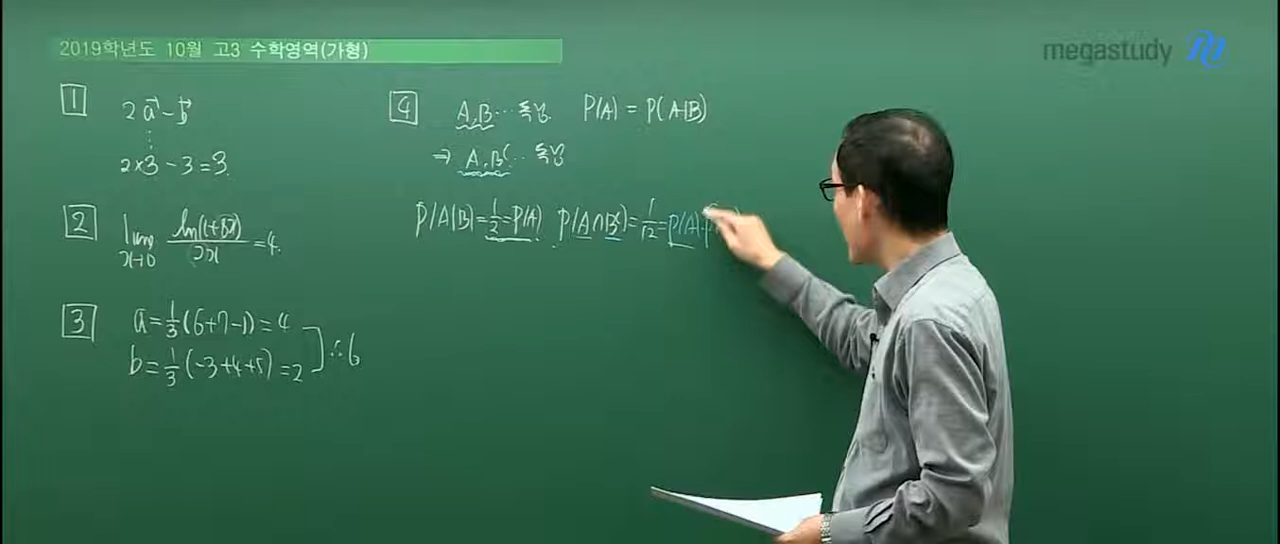 2019학년도 10월 고3 수학영역(가형)
megastudy
1
2a⃗-b⃗
2×3-3=3.
2
lim x→0 ln(1+8x)/2x=4.
3
a=1/3(6+7-1)=4
b=1/3(-3+4+5)=2
∴6
4
A,B…독립 P(A)=P(A|B)
⇒ A,Bᶜ…독립
P(A|B)=1/3=P(A) P(A∩Bᶜ)=1/12=P(A)